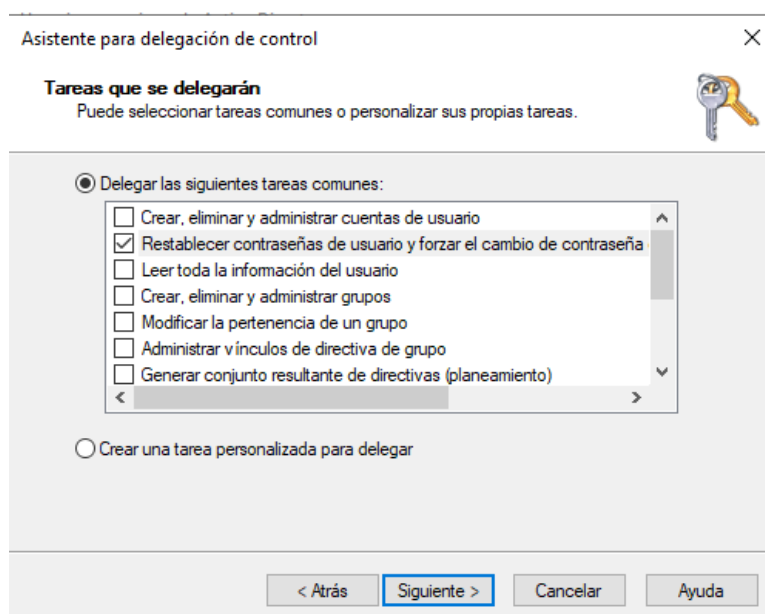 Asistente para delegación de control
Tareas que se delegarán
Puede seleccionar tareas comunes o personalizar sus propias tareas.
Delegar las siguientes tareas comunes:
Crear, eliminar y administrar cuentas de usuario
Restablecer contraseñas de usuario y forzar el cambio de contraseña
Leer toda la información del usuario
Crear, eliminar y administrar grupos
Modificar la pertenencia de un grupo
Administrar vínculos de directiva de grupo
Generar conjunto resultante de directivas (planeamiento)
Crear una tarea personalizada para delegar
< Atrás Siguiente > Cancelar Ayuda